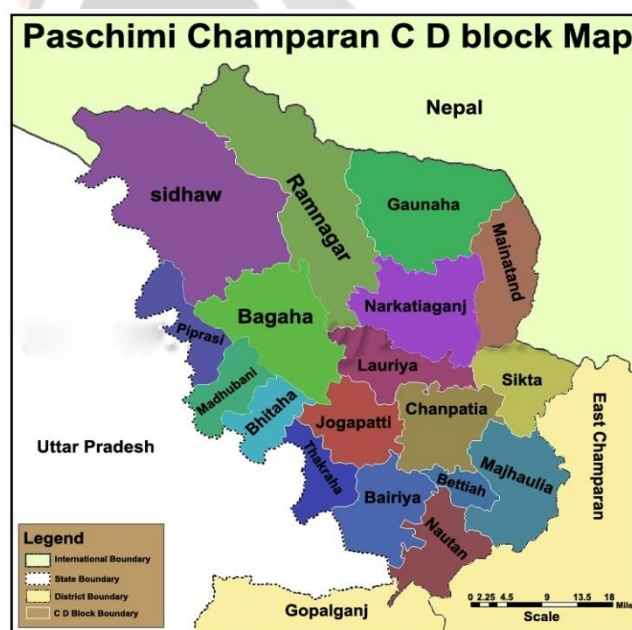 Paschimi Champaran C D block Map
Nepal
sidhaw
Ramnagar
Gaunaha
Mainatand
Bagaha
Narkatiaganj
Piprasi
Lauriya
Sikta
Madhubani
Bhitaha
Jogapatti
Chanpatia
East Champaran
Uttar Pradesh
Thakraha
Bairiya
Bettiah
Majhaulia
Nautan
Gopalganj
Legend
International Boundary
State Boundary
District Boundary
C D Block Boundary
0 2.25 4.5 9 13.5 18
Mile
Scale